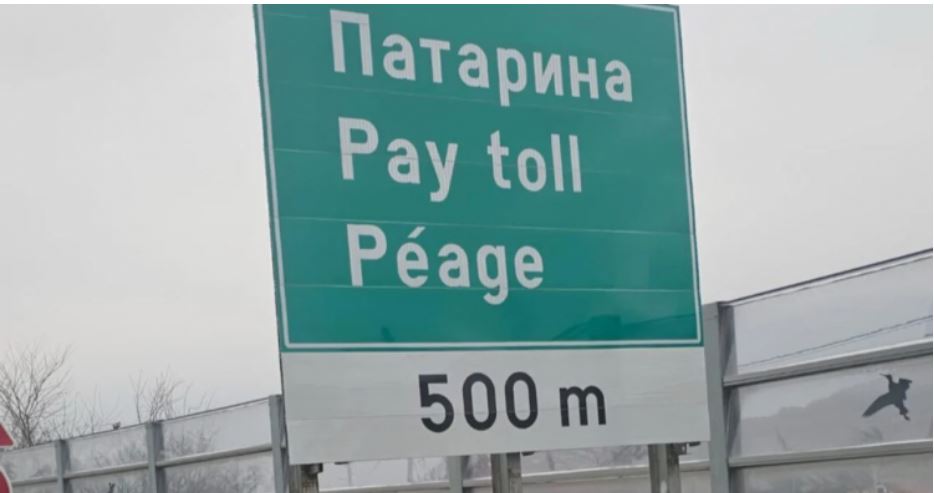 Патарина
Pay toll
Péage
500 m